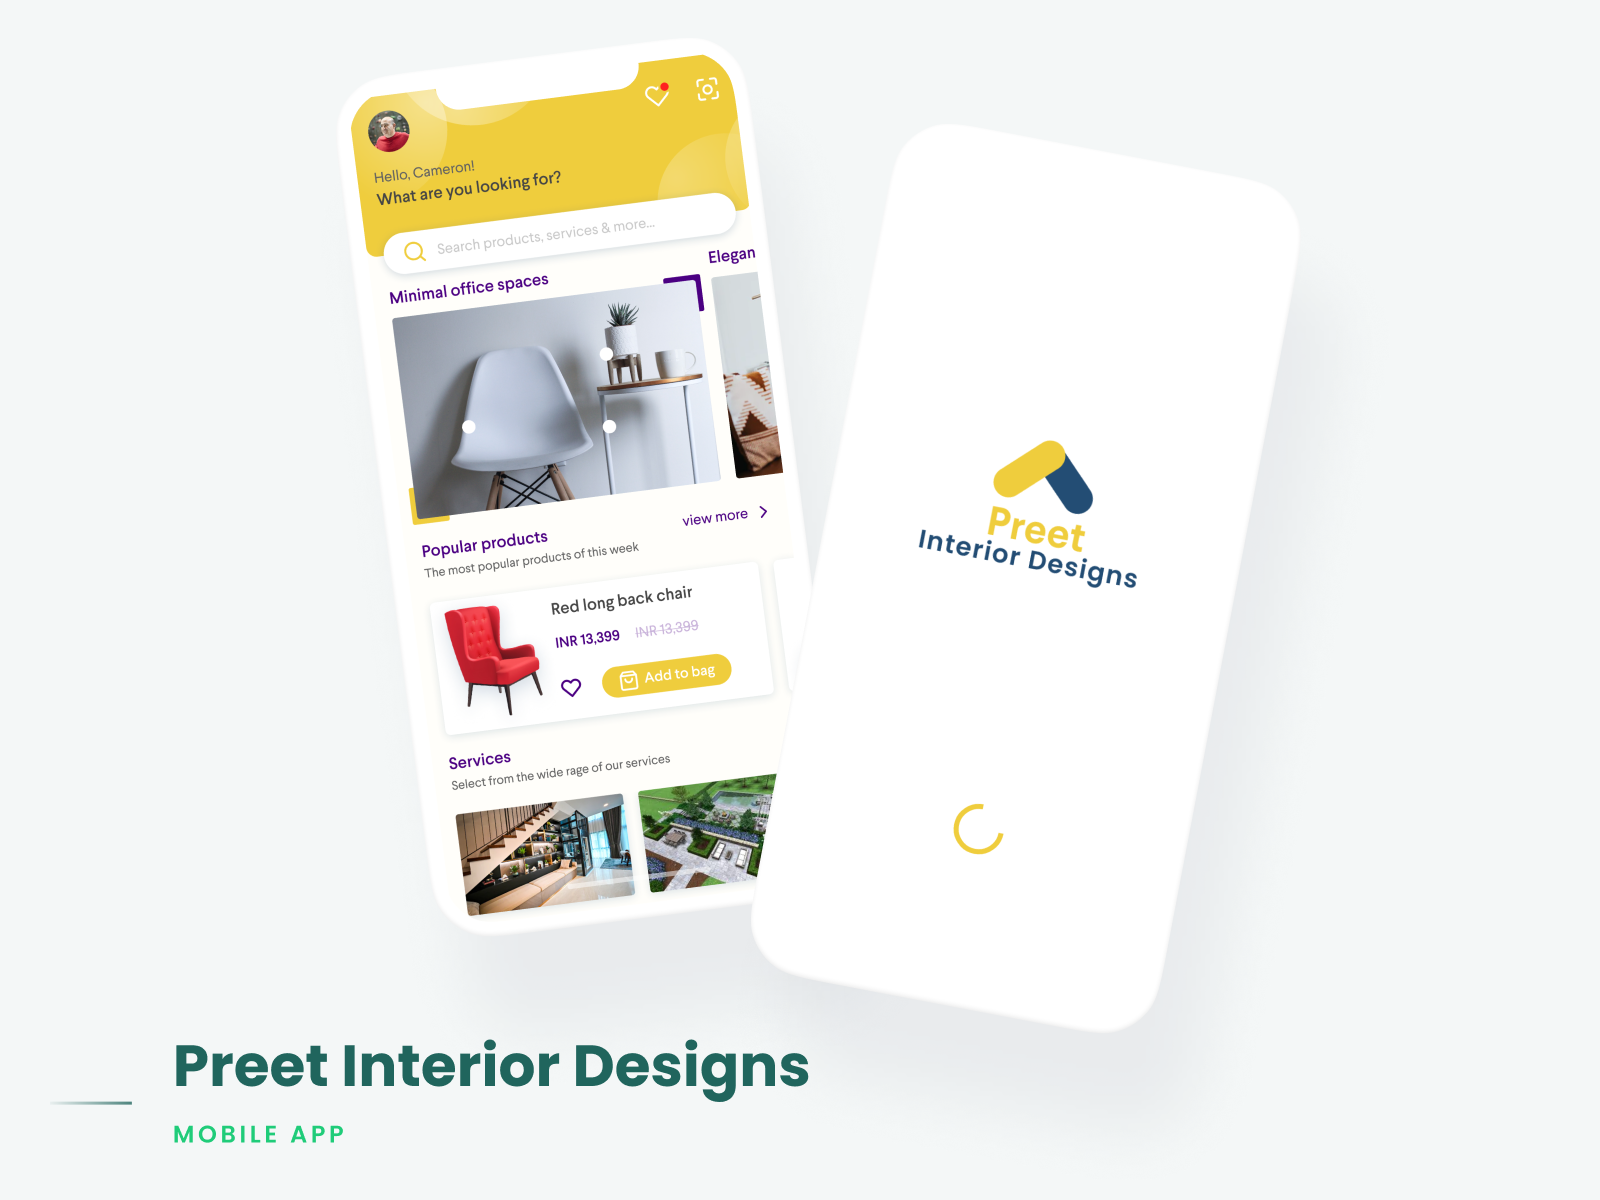 Hello, Cameron!
What are you looking for?
Search products, services & more...
Minimal office spaces
Elegan
Popular products
view more
The most popular products of this week
Red long back chair
INR 13,399 INR 13,399
Add to bag
Services
Select from the wide rage of our services
Preet
Interior Designs
Preet Interior Designs
MOBILE APP